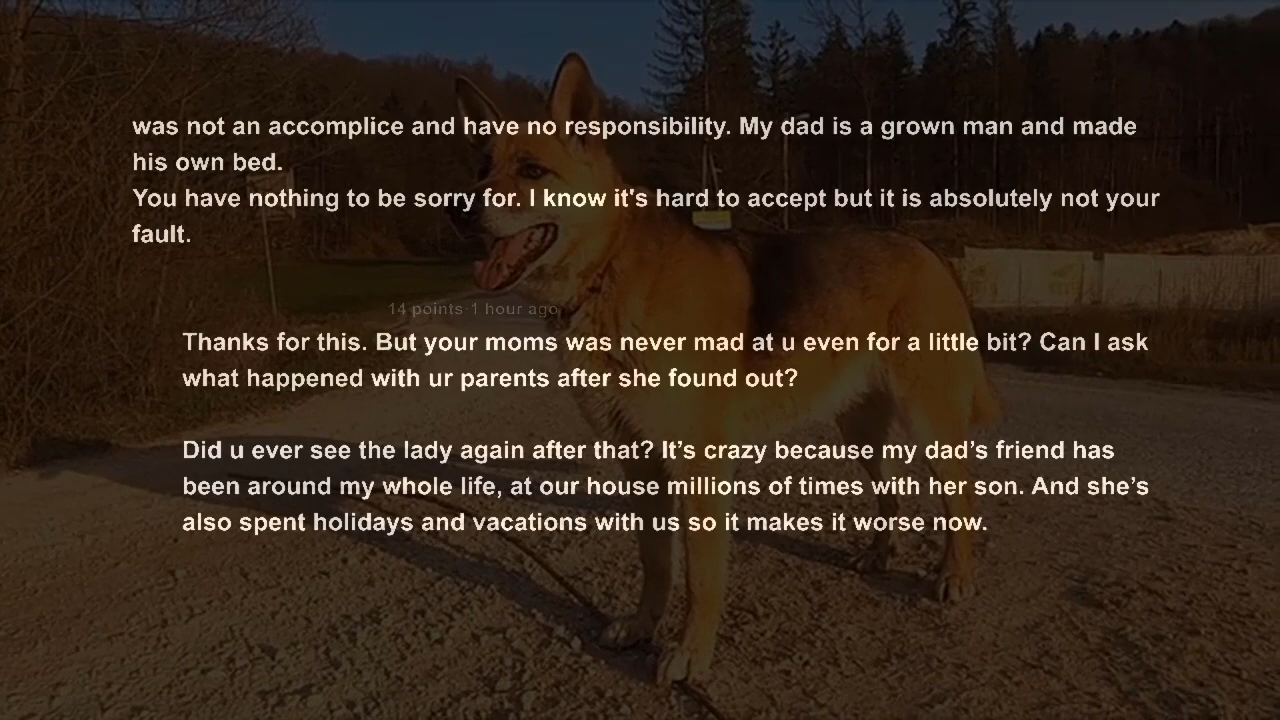 was not an accomplice and have no responsibility. My dad is a grown man and made
his own bed.
You have nothing to be sorry for. I know it's hard to accept but it is absolutely not your
fault.
14 points·1 hour ago
Thanks for this. But your moms was never mad at u even for a little bit? Can I ask
what happened with ur parents after she found out?
Did u ever see the lady again after that? It’s crazy because my dad’s friend has
been around my whole life, at our house millions of times with her son. And she’s
also spent holidays and vacations with us so it makes it worse now.